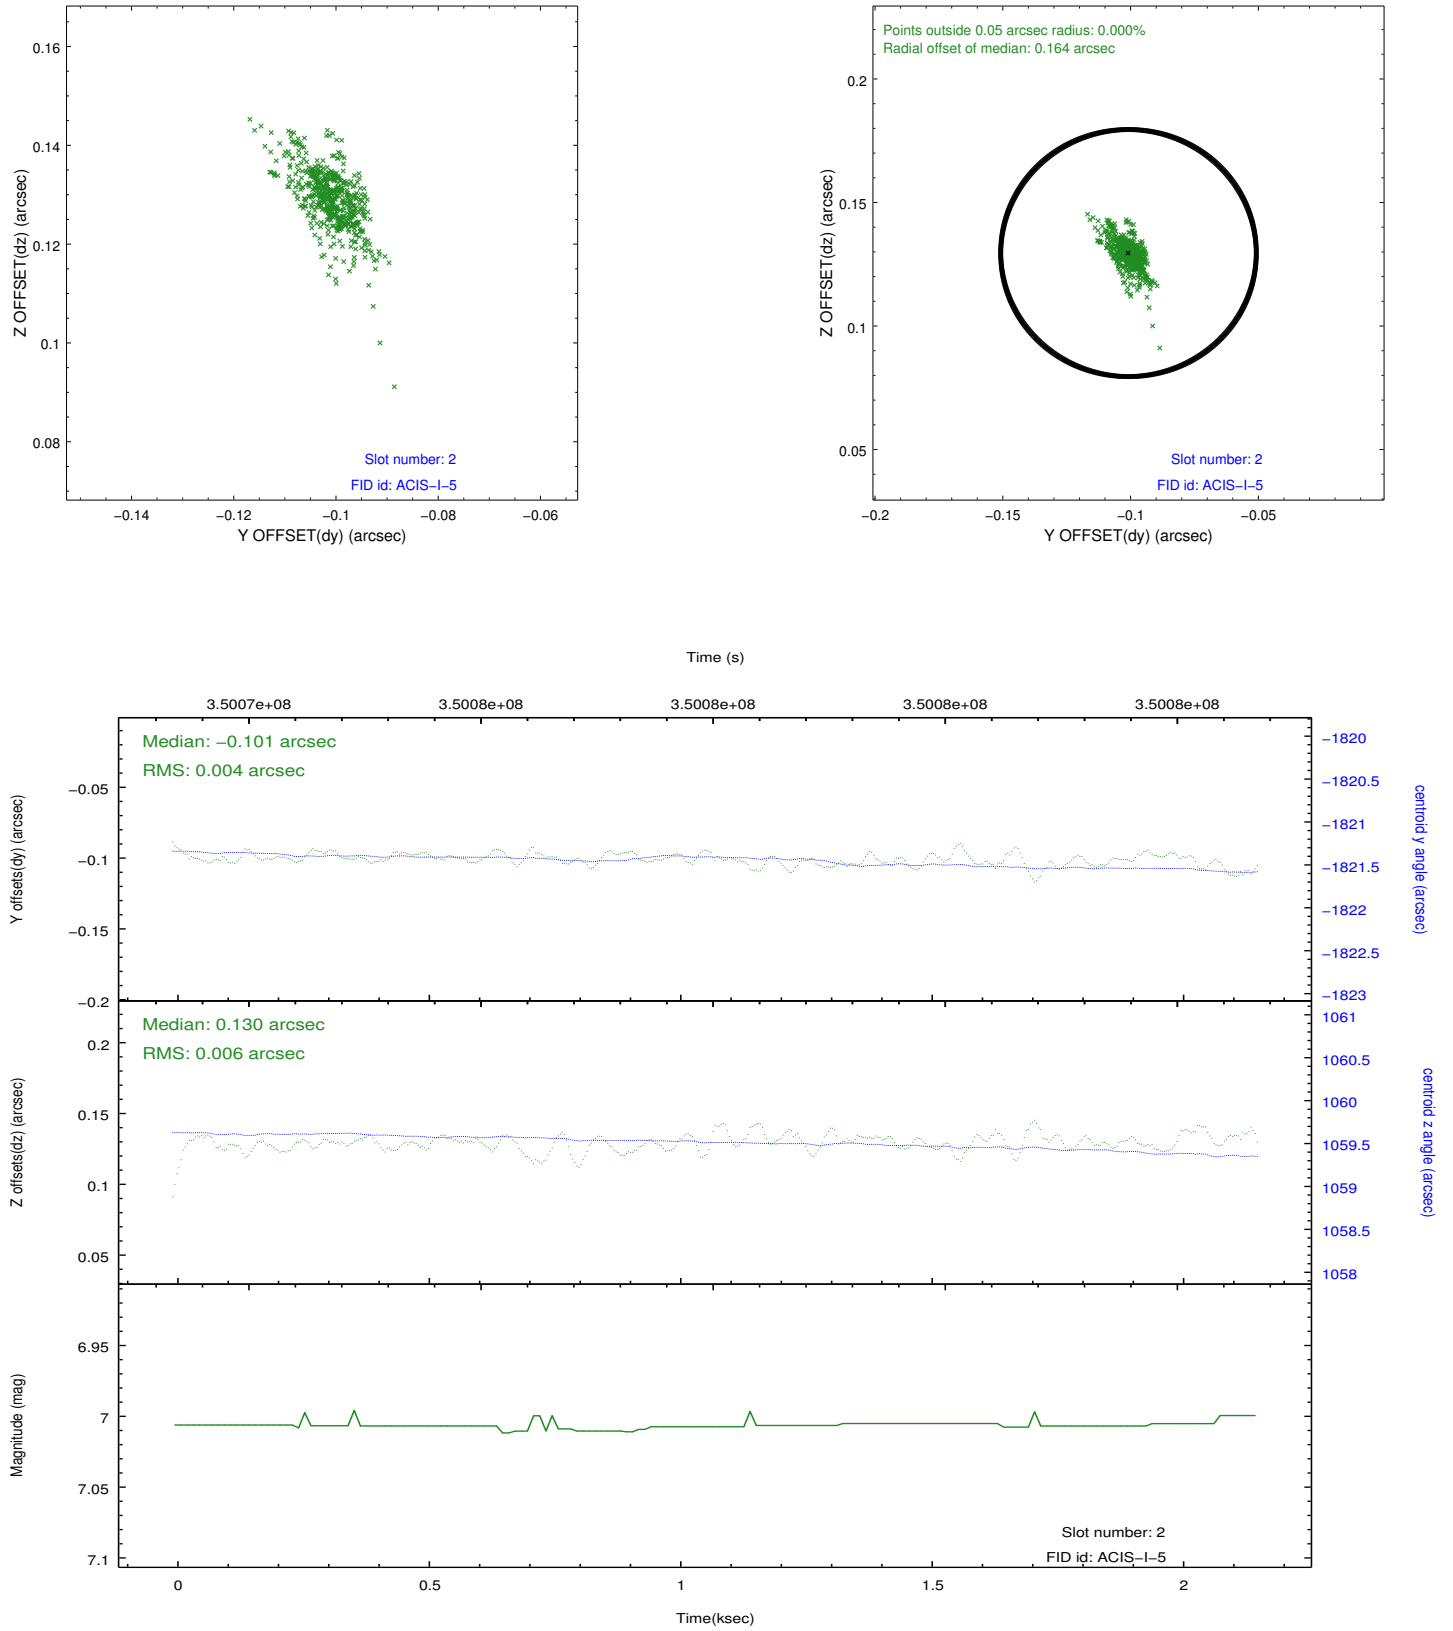 0.16
0.14
0.12
0.1
0.08
Z OFFSET(dz) (arcsec)
Slot number: 2
FID id: ACIS−I−5
−0.14 −0.12 −0.1 −0.08 −0.06
Y OFFSET(dy) (arcsec)
Points outside 0.05 arcsec radius: 0.000%
Radial offset of median: 0.164 arcsec
0.2
0.15
0.1
0.05
Z OFFSET(dz) (arcsec)
Slot number: 2
FID id: ACIS−I−5
−0.2 −0.15 −0.1 −0.05
Y OFFSET(dy) (arcsec)
Time (s)
3.5007e+08 3.5008e+08 3.5008e+08 3.5008e+08 3.5008e+08
Median: −0.101 arcsec
RMS: 0.004 arcsec
−0.05
−0.1
−0.15
−0.2
Y offsets(dy) (arcsec)
−1820
−1820.5
−1821
−1821.5
−1822
−1822.5
−1823
centroid y angle (arcsec)
Median: 0.130 arcsec
RMS: 0.006 arcsec
0.2
0.15
0.1
0.05
Z offsets(dz) (arcsec)
1061
1060.5
1060
1059.5
1059
1058.5
1058
centroid z angle (arcsec)
6.95
7
7.05
7.1
Magnitude (mag)
Slot number: 2
FID id: ACIS−I−5
0 0.5 1 1.5 2
Time(ksec)